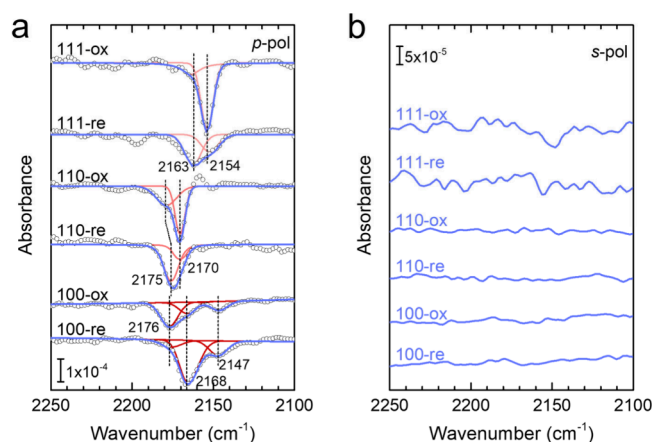 a
p-pol
111-ox
111-re
2163
2154
110-ox
110-re
2175
2170
100-ox
2176
100-re
2147
2168
1x10-4
Absorbance
2250 2200 2150 2100
Wavenumber (cm-1)
b
5x10-5
s-pol
111-ox
111-re
110-ox
110-re
100-ox
100-re
Absorbance
2250 2200 2150 2100
Wavenumber (cm-1)